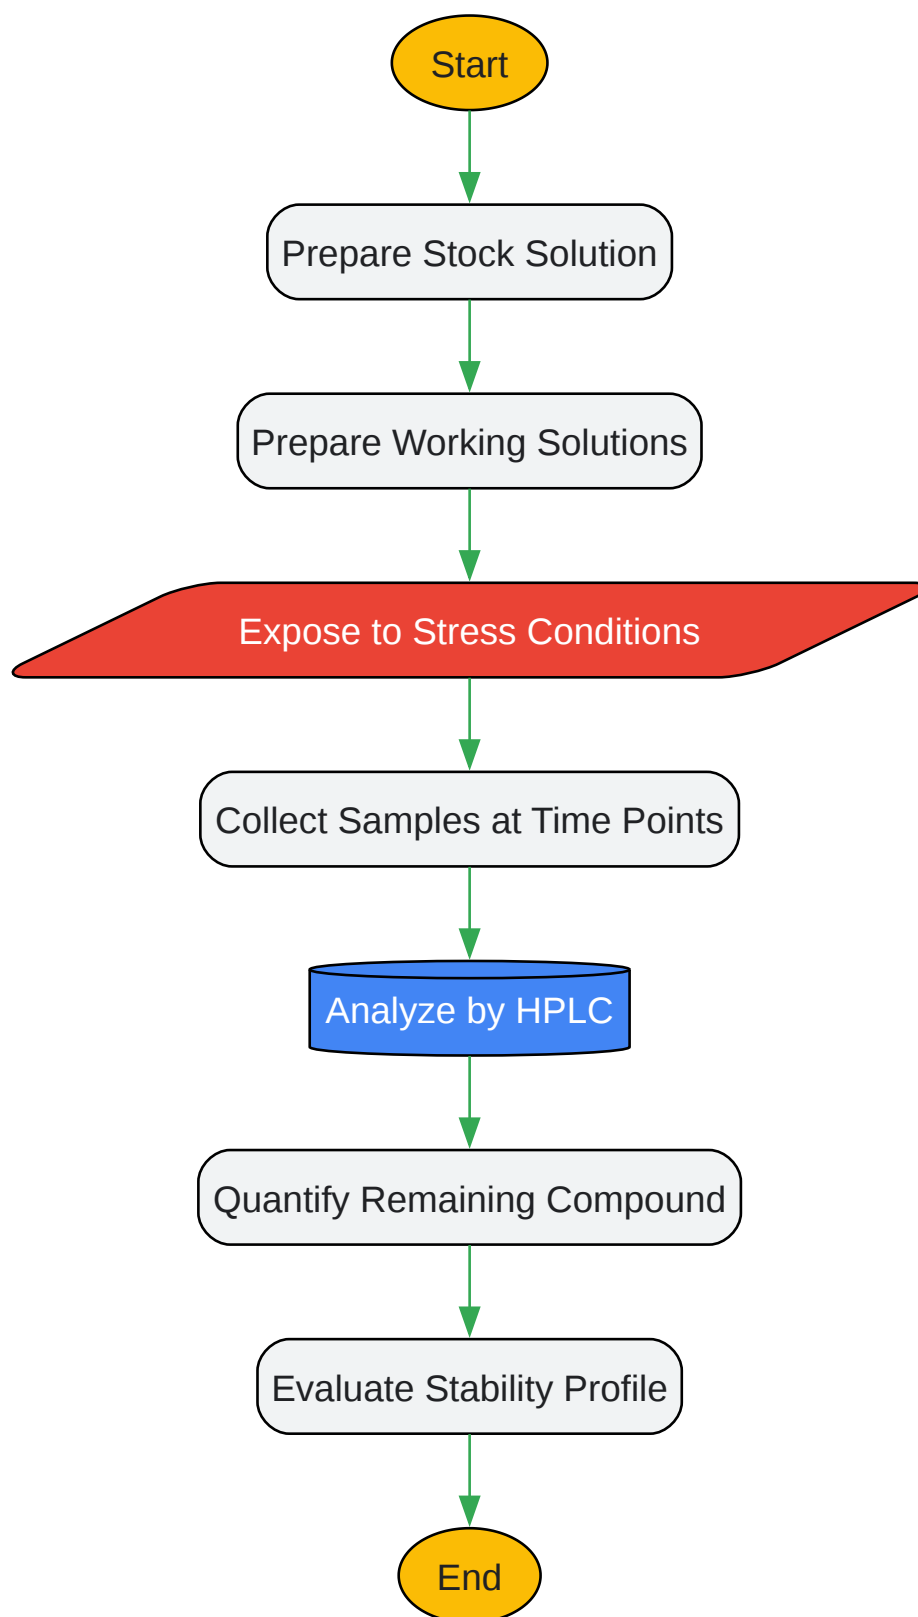 Start
Prepare Stock Solution
Prepare Working Solutions
Expose to Stress Conditions
Collect Samples at Time Points
Analyze by HPLC
Quantify Remaining Compound
Evaluate Stability Profile
End